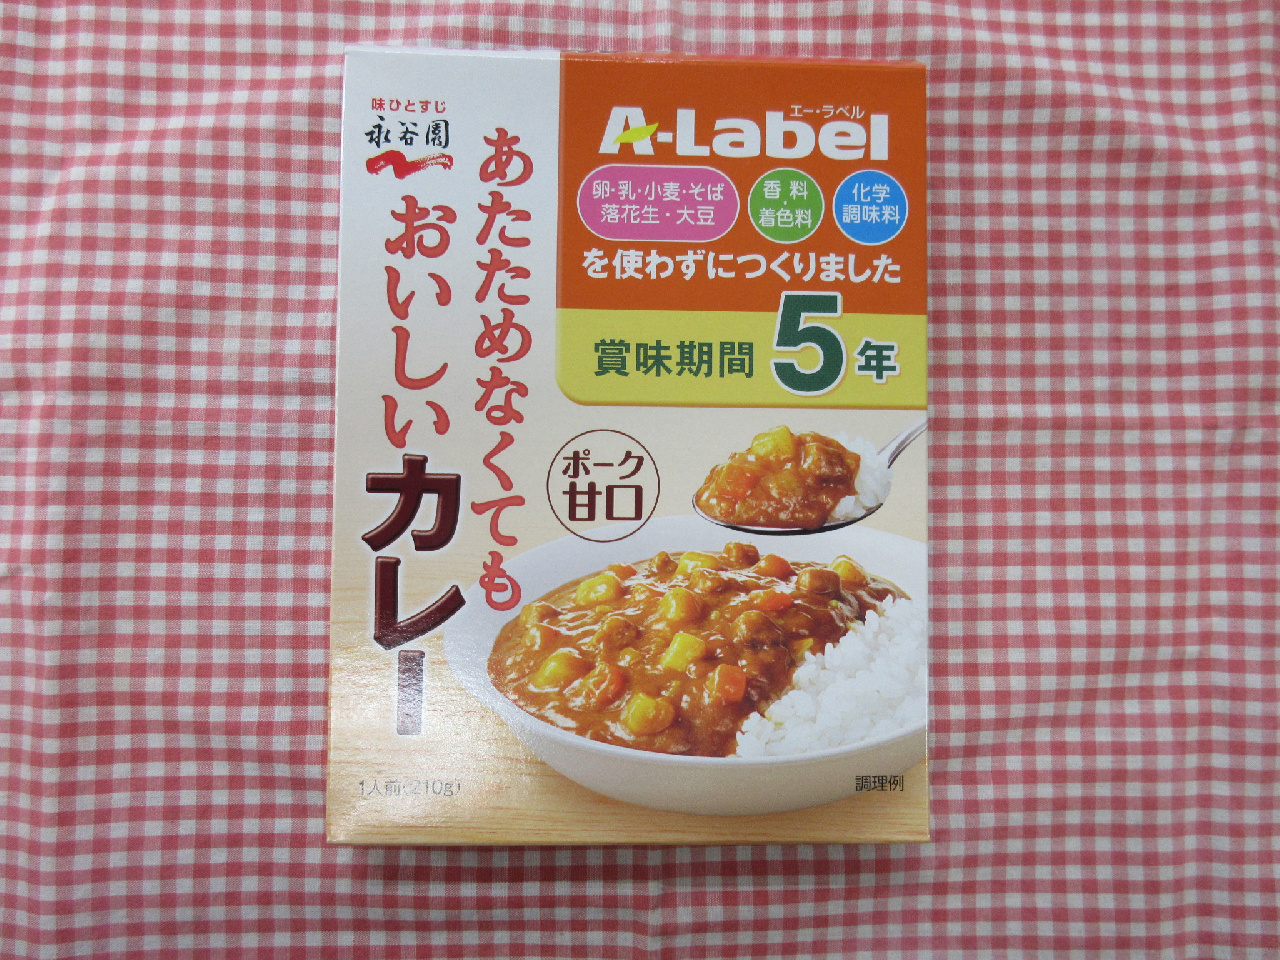 味ひとすじ
永谷園
あたためなくても
おいしい
カレー
エー・ラベル
A-Label
卵・乳・小麦・そば
落花生・大豆
香料・
着色料
化学
調味料
を使わずにつくりました
賞味期間5年
ポーク
甘口
1人前(210g)
調理例